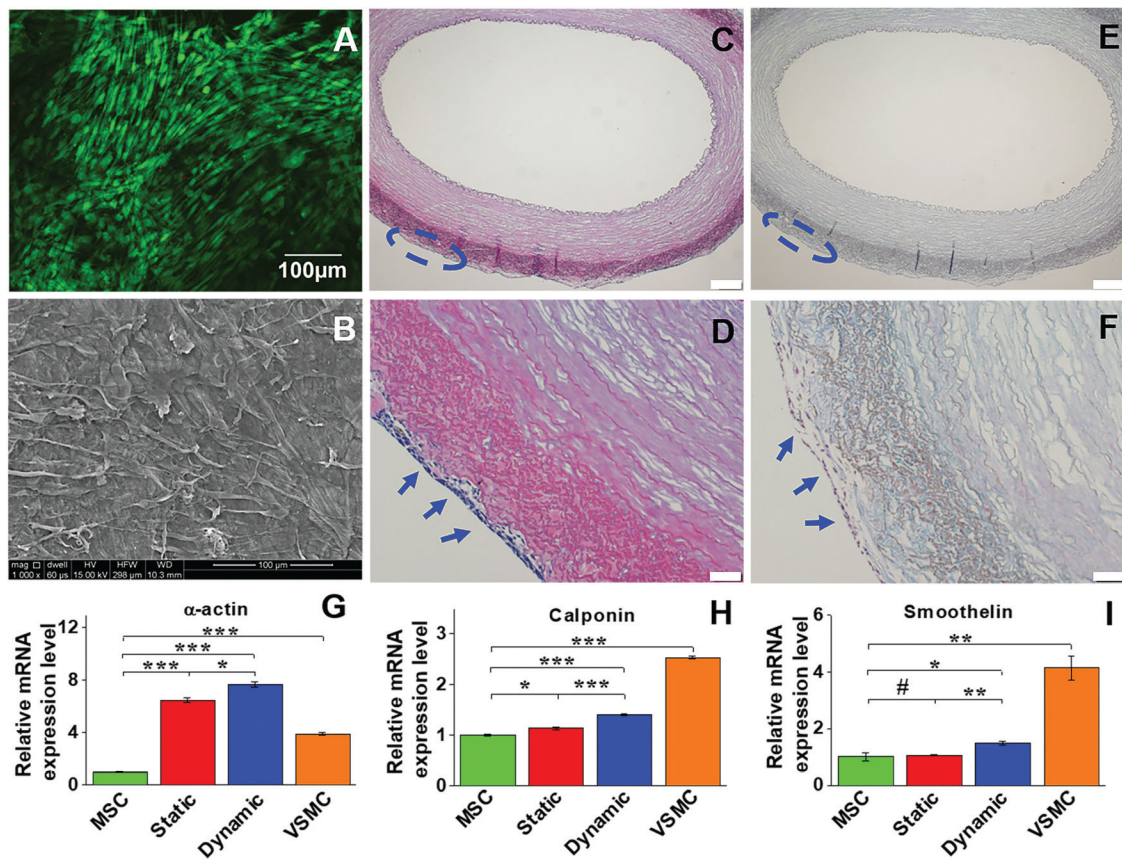 A
100µm
C
E
B
mag □ dwell HV HFW WD
1 000 x 60 µs 15.00 kV 298 µm 10.3 mm
100 µm
D
F
G
α-actin
Relative mRNA
expression level
12
8
4
0
***
***
*** *
MSC
Static
Dynamic
VSMC
H
Calponin
Relative mRNA
expression level
3
2
1
0
***
***
* ***
MSC
Static
Dynamic
VSMC
I
Smoothelin
Relative mRNA
expression level
6
4
2
0
**
*
# **
MSC
Static
Dynamic
VSMC